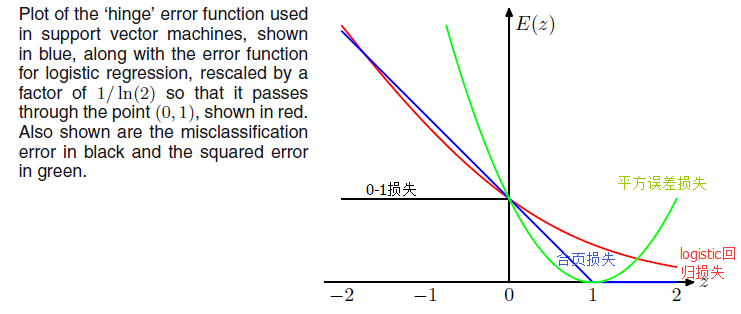 Plot of the ‘hinge’ error function used
in support vector machines, shown
in blue, along with the error function
for logistic regression, rescaled by a
factor of 1/ ln(2) so that it passes
through the point (0, 1), shown in red.
Also shown are the misclassification
error in black and the squared error
in green.
E(z)
平方误差损失
0-1损失
合页损失
logistic回
归损失
z
−2 −1 0 1 2